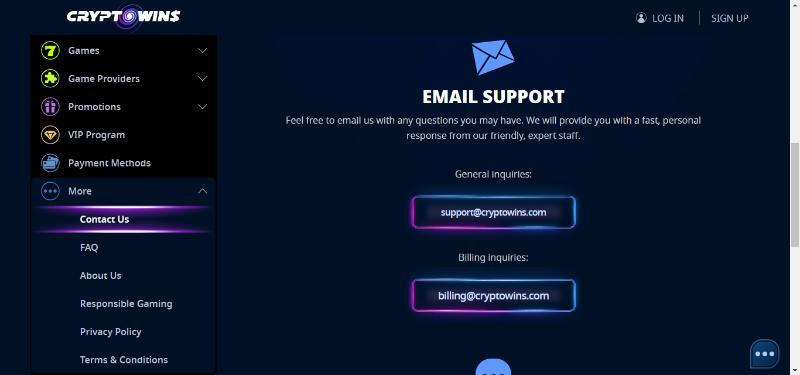 CRYPTOWIN$
LOG IN
SIGN UP
7 Games
Game Providers
Promotions
VIP Program
Payment Methods
More
Contact Us
FAQ
About Us
Responsible Gaming
Privacy Policy
Terms & Conditions
EMAIL SUPPORT
Feel free to email us with any questions you may have. We will provide you with a fast, personal
response from our friendly, expert staff.
General inquiries:
support@cryptowins.com
Billing inquiries:
billing@cryptowins.com